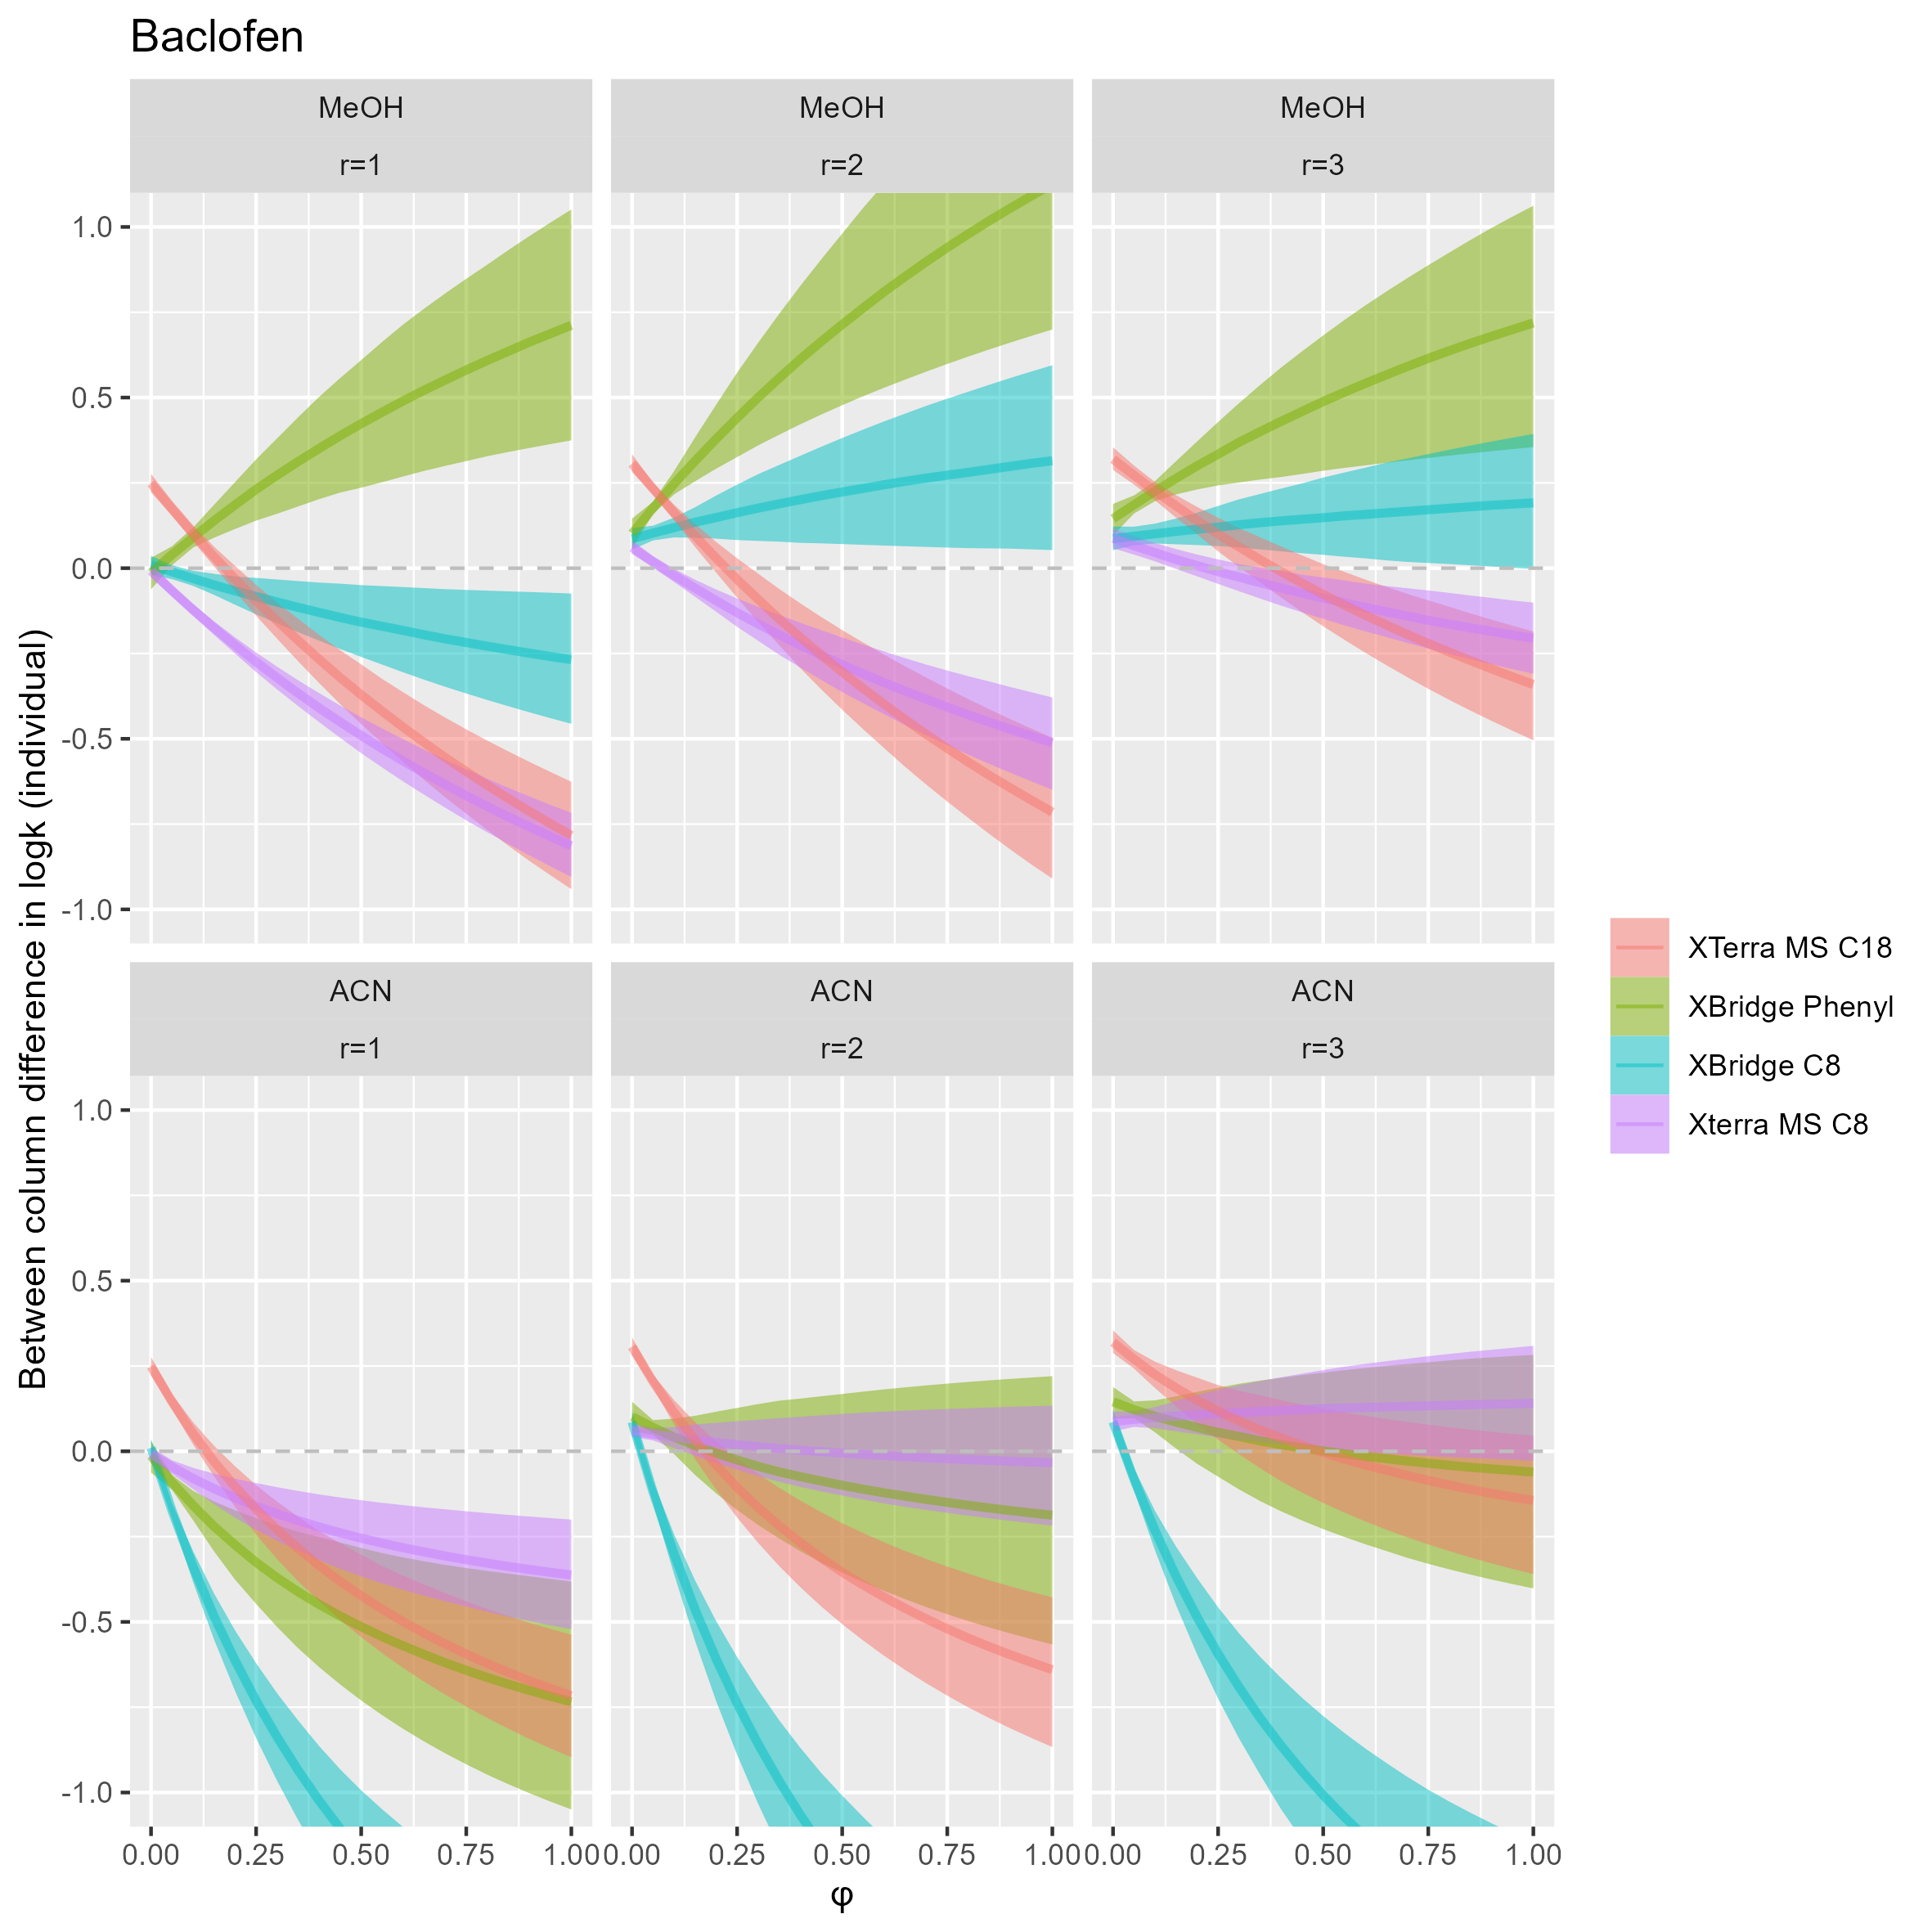 Baclofen
MeOH
r=1
MeOH
r=2
MeOH
r=3
1.0
0.5
0.0
-0.5
-1.0
ACN
r=1
ACN
r=2
ACN
r=3
1.0
0.5
0.0
-0.5
-1.0
0.00 0.25 0.50 0.75 1.00
0.00 0.25 0.50 0.75 1.00
0.00 0.25 0.50 0.75 1.00
φ
Between column difference in logk (individual)
XTerra MS C18
XBridge Phenyl
XBridge C8
Xterra MS C8